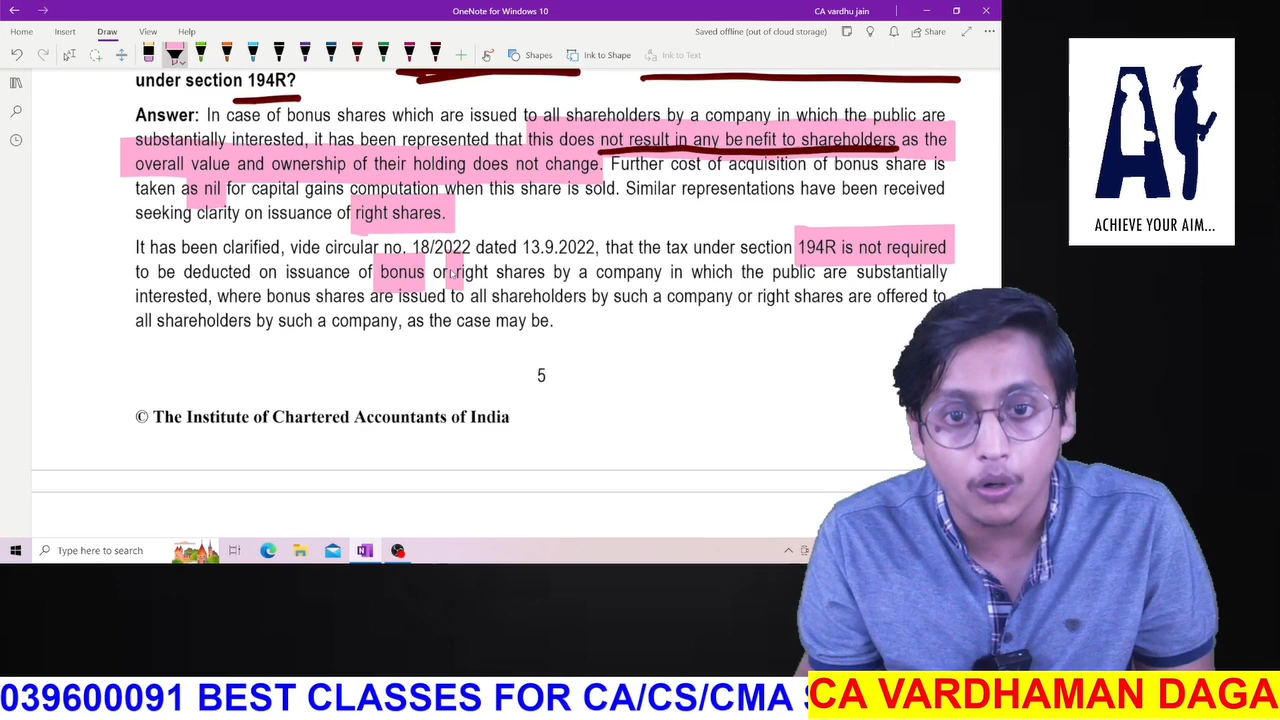 OneNote for Windows 10
CA vardhu jain
Home Insert Draw View Help
Saved offline (out of cloud storage)
Share
Shapes
Ink to Shape
Ink to Text
under section 194R?
Answer: In case of bonus shares which are issued to all shareholders by a company in which the public are
substantially interested, it has been represented that this does not result in any benefit to shareholders as the
overall value and ownership of their holding does not change. Further cost of acquisition of bonus share is
taken as nil for capital gains computation when this share is sold. Similar representations have been received
seeking clarity on issuance of right shares.
It has been clarified, vide circular no. 18/2022 dated 13.9.2022, that the tax under section 194R is not required
to be deducted on issuance of bonus or right shares by a company in which the public are substantially
interested, where bonus shares are issued to all shareholders by such a company or right shares are offered to
all shareholders by such a company, as the case may be.
5
© The Institute of Chartered Accountants of India
Type here to search
A
ACHIEVE YOUR AIM...
039600091 BEST CLASSES FOR CA/CS/CMA S
CA VARDHAMAN DAGA